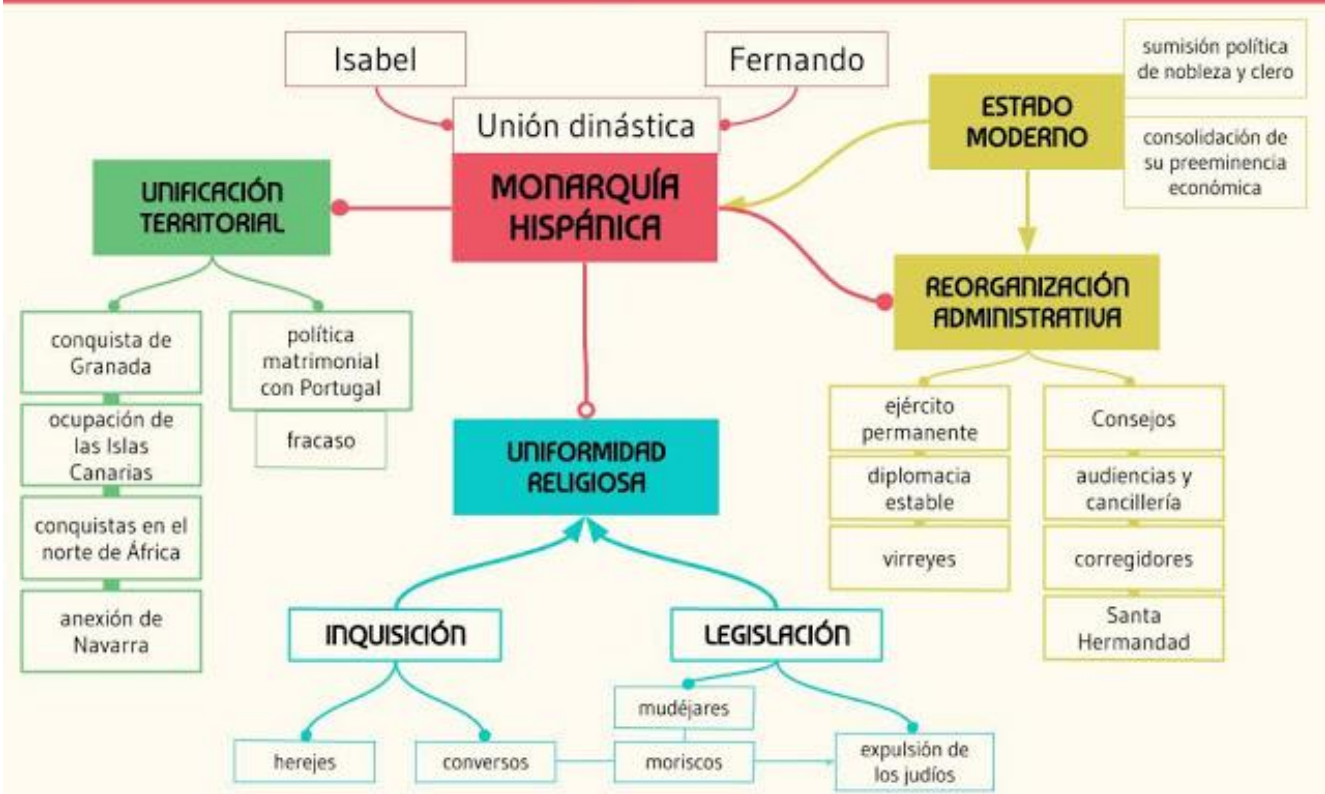 Isabel
Fernando
Unión dinástica
MONARQUÍA
HISPÁNICA
ESTADO
MODERNO
sumisión política
de nobleza y clero
consolidación de
su preeminencia
económica
UNIFICACIÓN
TERRITORIAL
conquista de
Granada
ocupación de
las Islas
Canarias
conquistas en el
norte de África
anexión de
Navarra
política
matrimonial
con Portugal
fracaso
UNIFORMIDAD
RELIGIOSA
INQUISICIÓN
herejes
conversos
LEGISLACIÓN
mudéjares
moriscos
expulsión de
los judíos
REORGANIZACIÓN
ADMINISTRATIVA
ejército
permanente
diplomacia
estable
virreyes
Consejos
audiencias y
cancillería
corregidores
Santa
Hermandad